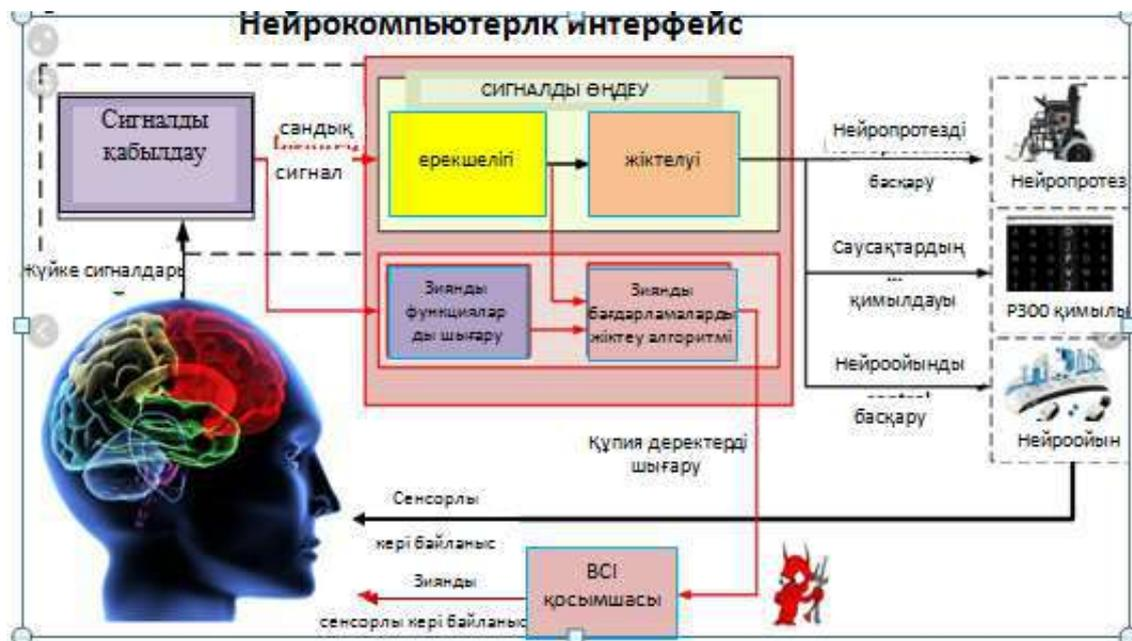 Нейрокомпьютерлк интерфейс
СИГНАЛДЫ ӨҢДЕУ
Сигналды
қабылдау
сандық
сигнал
ерекшелігі
жіктелуі
Нейропротезді
басқару
Нейропротез
Жүйке сигналдары
Зиянды
функциялар
ды шығару
Зиянды
бағдарламаларды
жіктеу алгоритмі
Саусақтардың
қимылдауы
P300 қимылы
Нейроойынды
басқару
Нейроойын
Құпия деректерді
шығару
Сенсорлы
кері байланыс
Зиянды
сенсорлы кері байланыс
BCI
қосымшасы